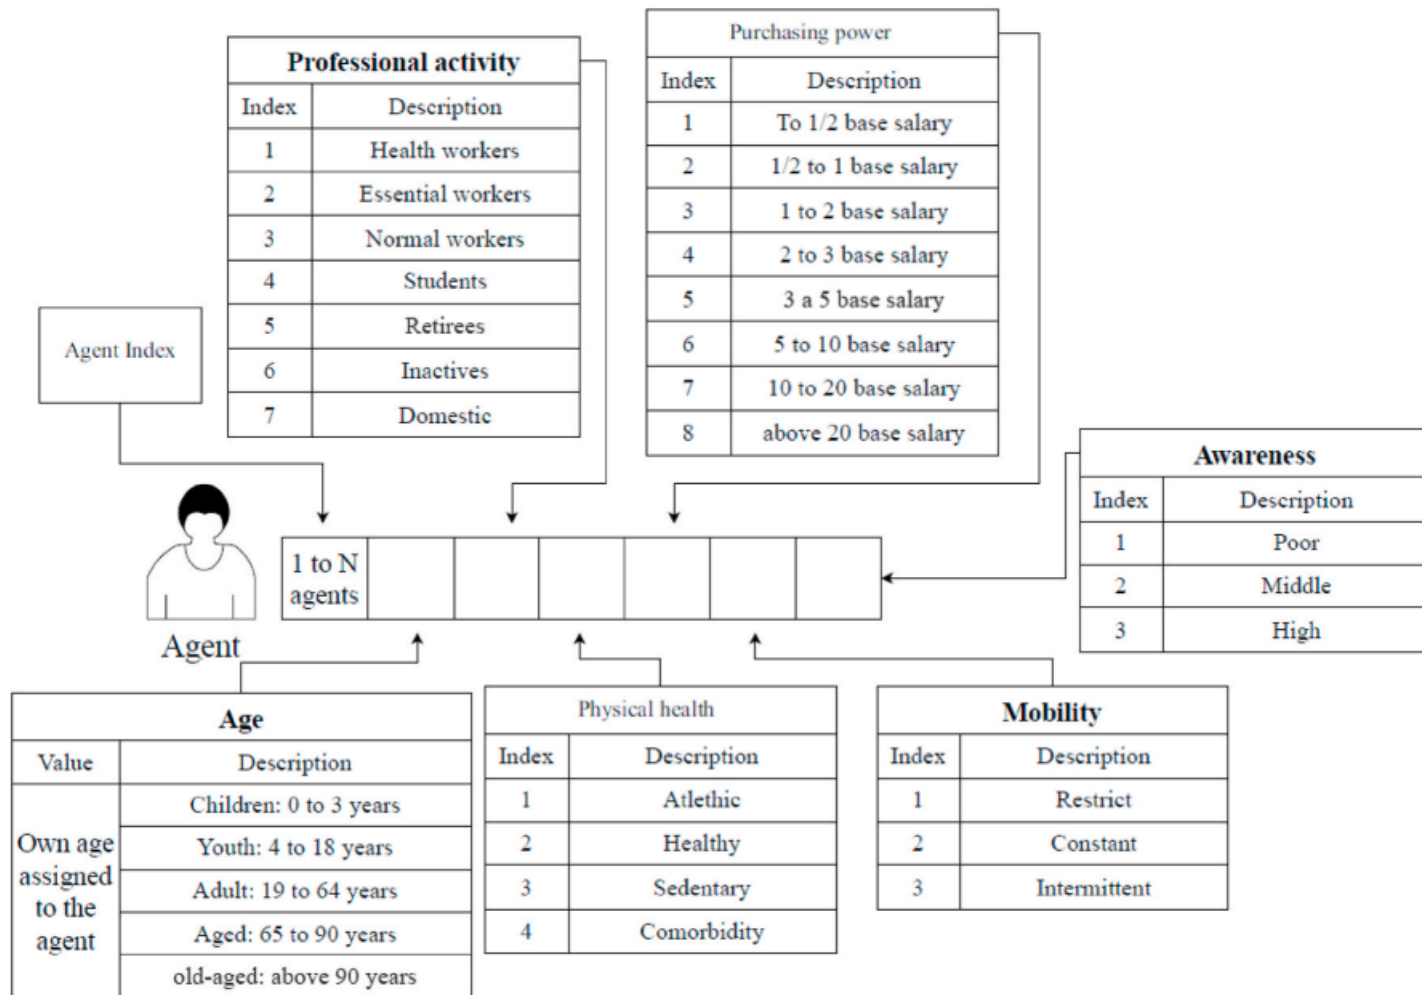 Professional activity
Index Description
1 Health workers
2 Essential workers
3 Normal workers
4 Students
5 Retirees
6 Inactives
7 Domestic
Purchasing power
Index Description
1 To 1/2 base salary
2 1/2 to 1 base salary
3 1 to 2 base salary
4 2 to 3 base salary
5 3 a 5 base salary
6 5 to 10 base salary
7 10 to 20 base salary
8 above 20 base salary
Agent Index
Awareness
Index Description
1 Poor
2 Middle
3 High
1 to N
agents
Agent
Age
Value Description
Own age
assigned
to the
agent
Children: 0 to 3 years
Youth: 4 to 18 years
Adult: 19 to 64 years
Aged: 65 to 90 years
old-aged: above 90 years
Physical health
Index Description
1 Atlethic
2 Healthy
3 Sedentary
4 Comorbidity
Mobility
Index Description
1 Restrict
2 Constant
3 Intermittent